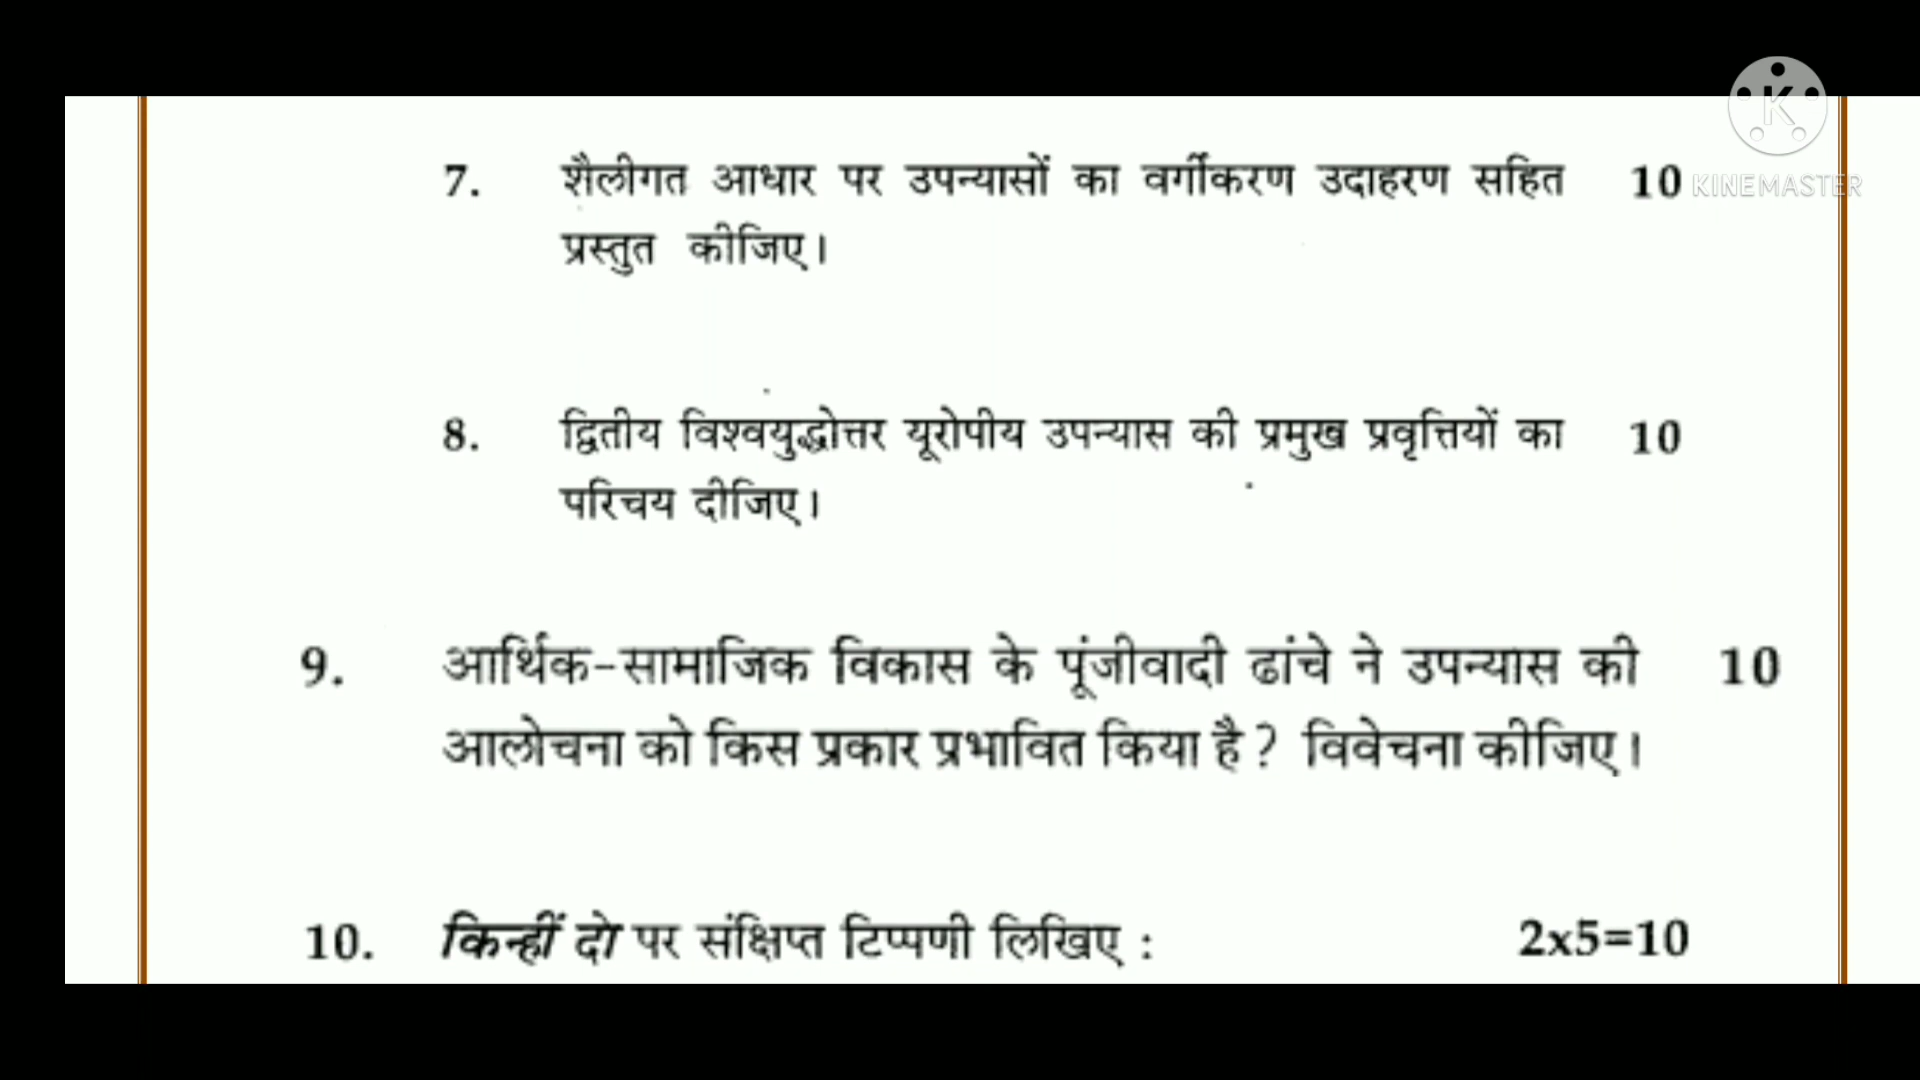 K
KINEMASTER
7. शैलीगत आधार पर उपन्यासों का वर्गीकरण उदाहरण सहित 10
प्रस्तुत कीजिए।
8. द्वितीय विश्वयुद्धोत्तर यूरोपीय उपन्यास की प्रमुख प्रवृत्तियों का 10
परिचय दीजिए।
9. आर्थिक-सामाजिक विकास के पूंजीवादी ढांचे ने उपन्यास की 10
आलोचना को किस प्रकार प्रभावित किया है? विवेचना कीजिए।
10. किन्हीं दो पर संक्षिप्त टिप्पणी लिखिए : 2x5=10